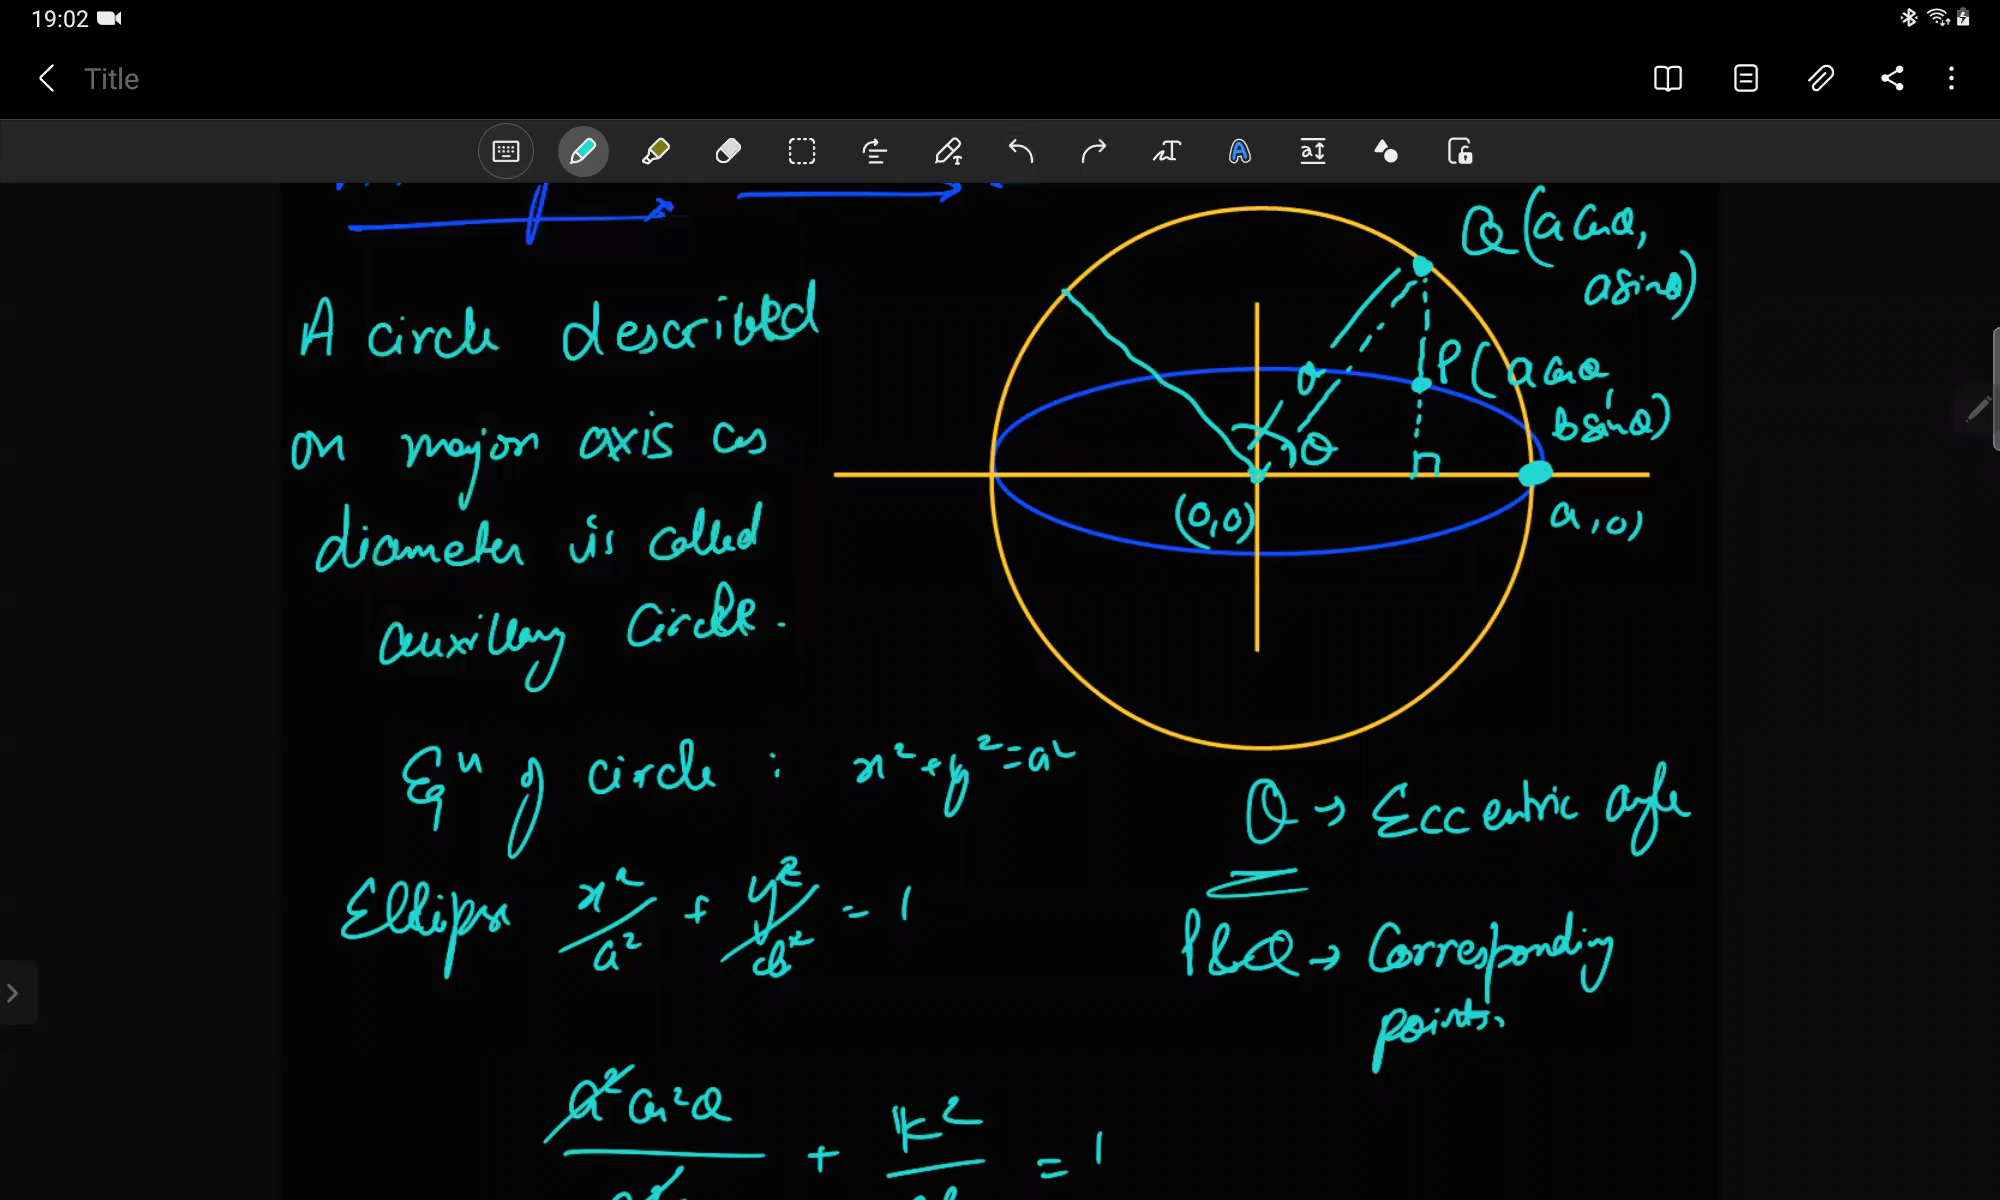 19:02
Title
Q(a cosθ,
a sinθ)
A circle described
P(a cosθ,
b sinθ)
on major axis as
a
θ
n
(0,0)
a,0)
diameter is called
auxillary Circle.
Eqn of circle : x²+y²=a²
θ → Eccentric angle
Ellipse x²/a² + y²/b² = 1
P&Q → Corresponding
points.
a²cos²θ/a² + k² = 1